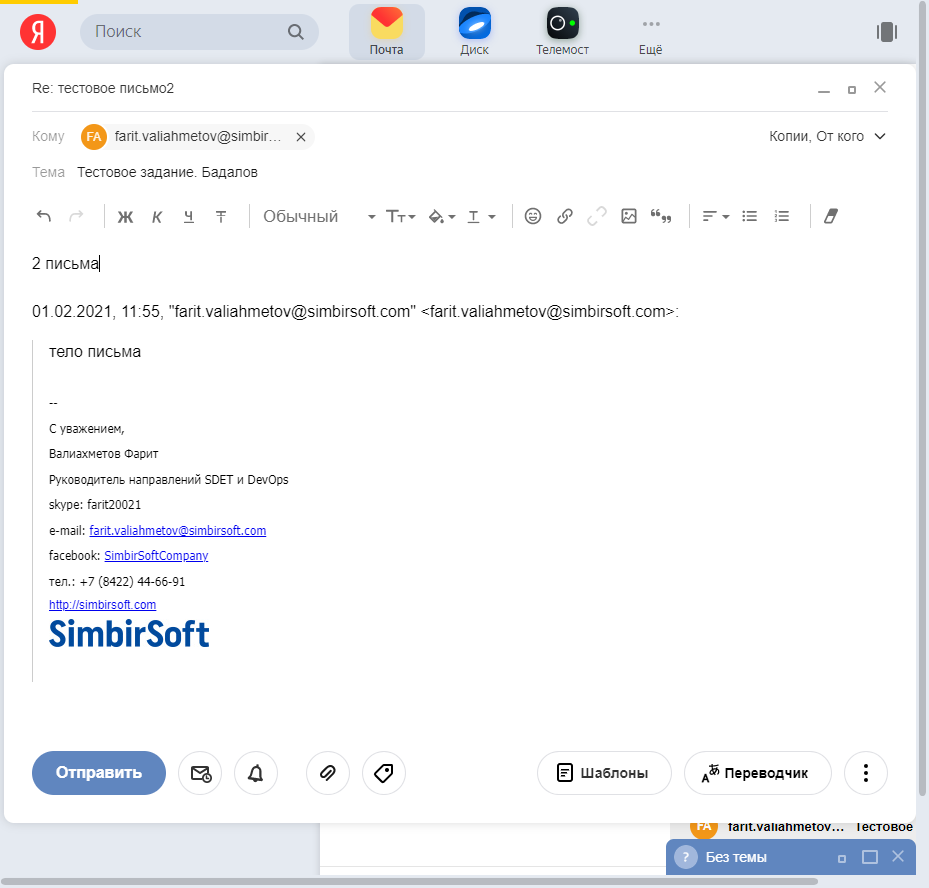 Я
Поиск
Почта
Диск
Телемост
Ещё
Re: тестовое письмо2
Кому FA farit.valiahmetov@simbir...
Копии, От кого
Тема Тестовое задание. Бадалов
Ж К Ч Т Обычный Тт Т
2 письма
01.02.2021, 11:55, "farit.valiahmetov@simbirsoft.com" <farit.valiahmetov@simbirsoft.com>:
тело письма
--
С уважением,
Валиахметов Фарит
Руководитель направлений SDET и DevOps
skype: farit20021
e-mail: farit.valiahmetov@simbirsoft.com
facebook: SimbirSoftCompany
тел.: +7 (8422) 44-66-91
http://simbirsoft.com
SimbirSoft
Отправить
Шаблоны
Переводчик
FA farit.valiahmetov... Тестовое
? Без темы